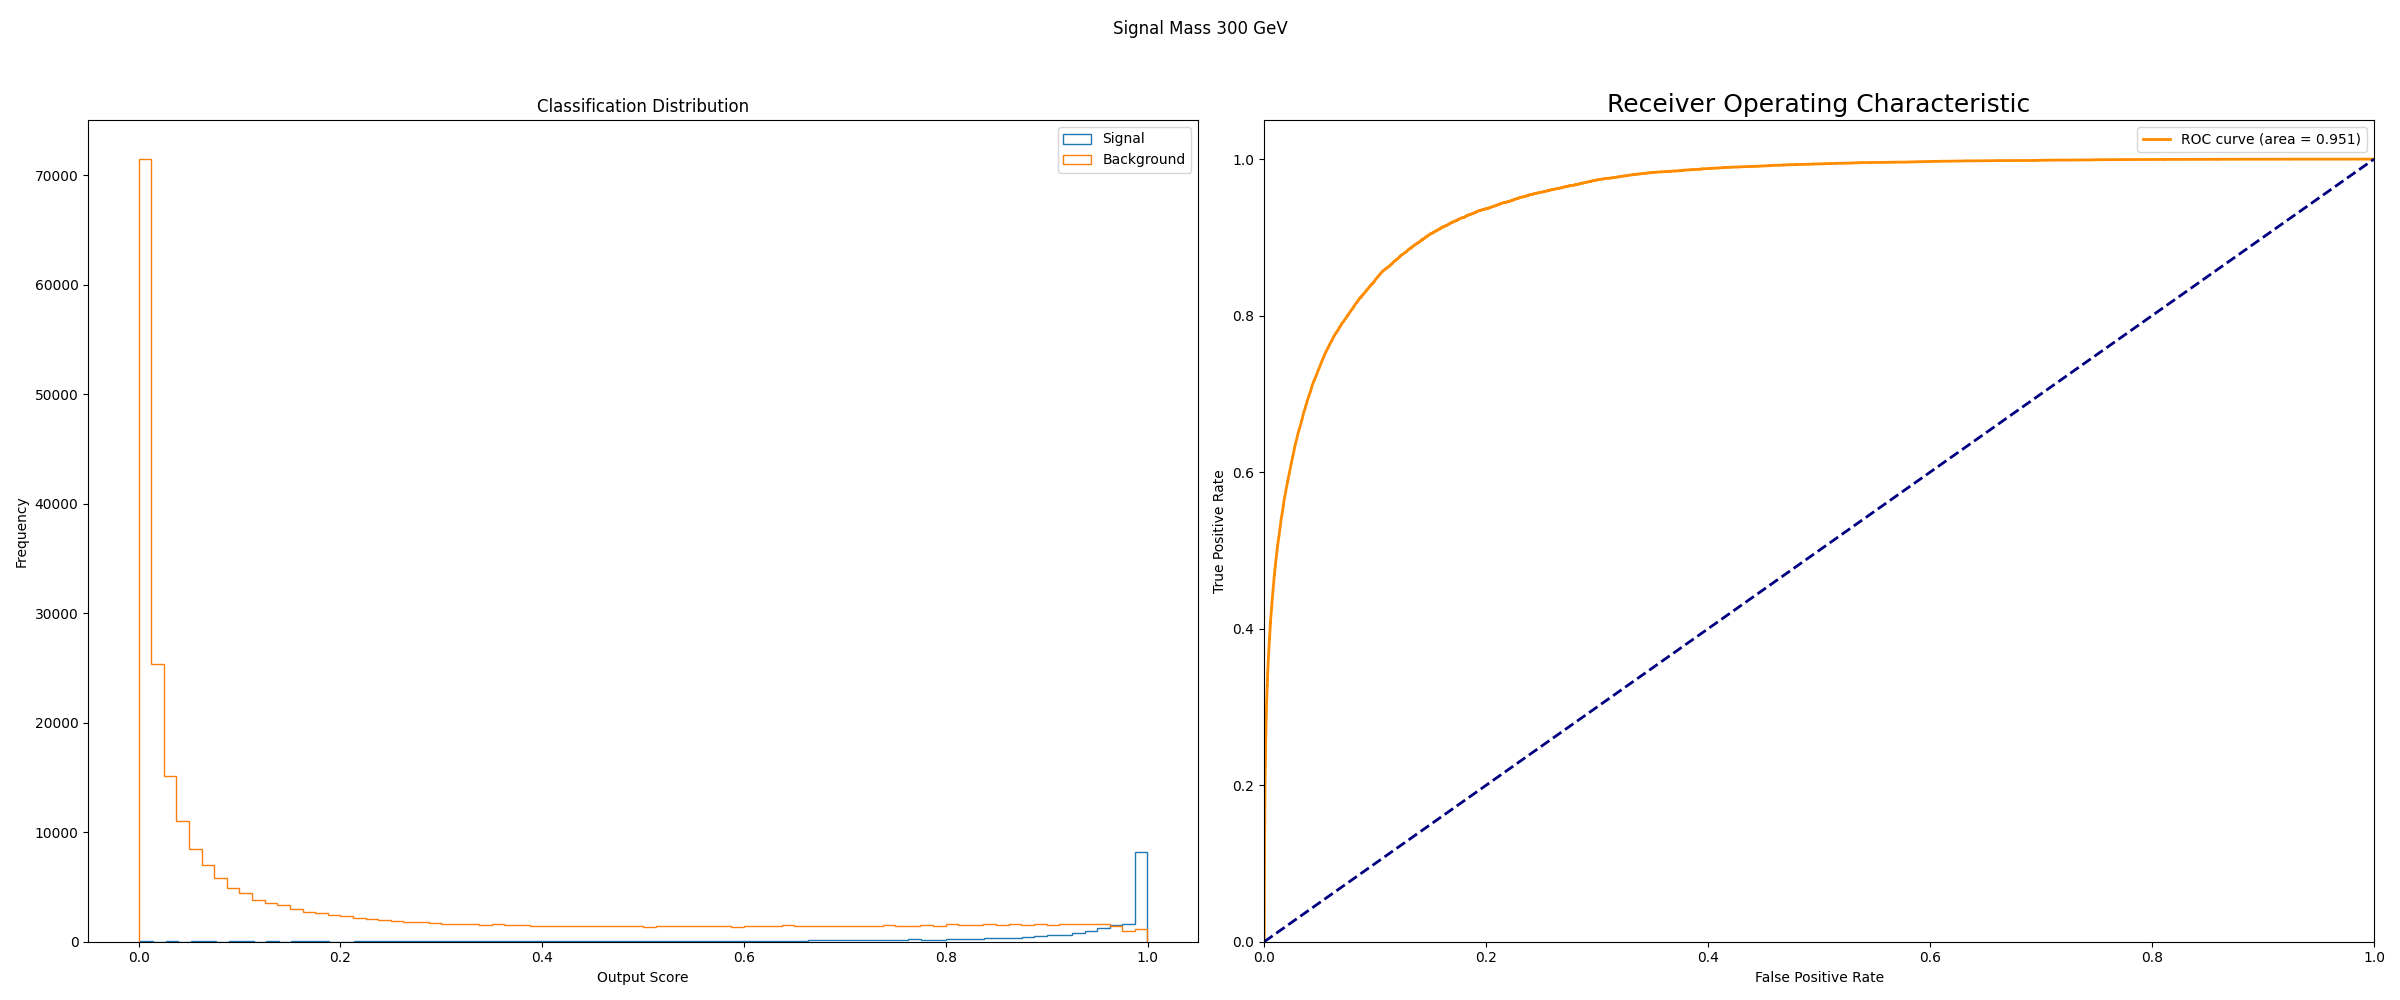 Signal Mass 300 GeV
Classification Distribution
Signal
Background
70000
60000
50000
40000
30000
20000
10000
0
Frequency
0.0 0.2 0.4 0.6 0.8 1.0
Output Score
Receiver Operating Characteristic
ROC curve (area = 0.951)
1.0
0.8
0.6
0.4
0.2
0.0
True Positive Rate
0.0 0.2 0.4 0.6 0.8 1.0
False Positive Rate